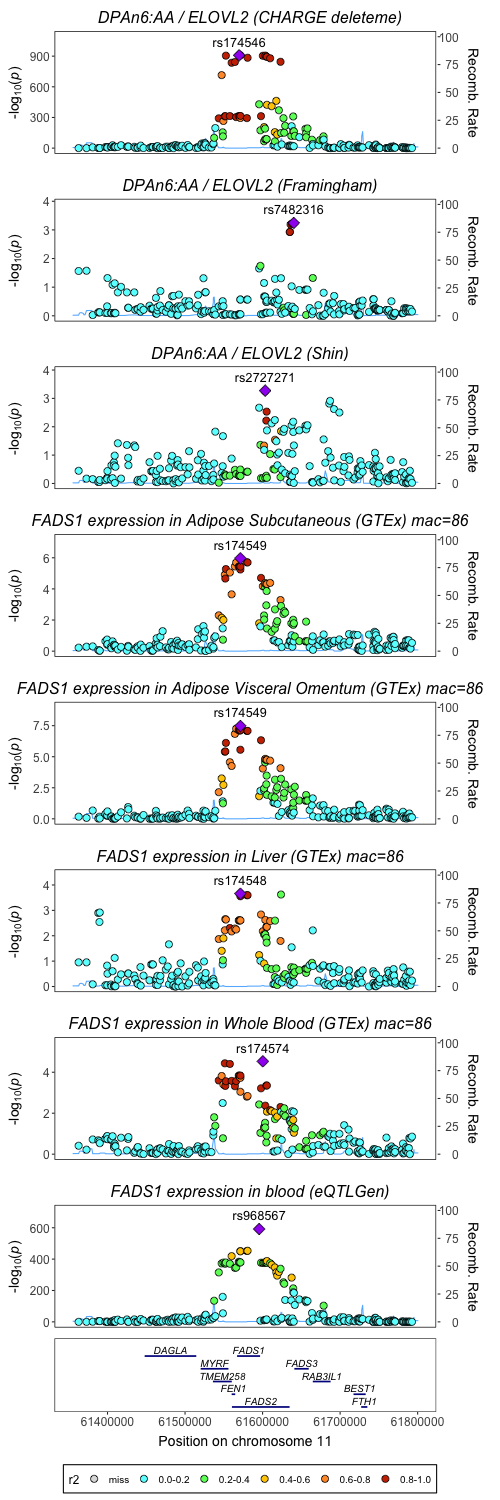 DPAn6:AA / ELOVL2 (CHARGE deleteme)
rs174546
900
600
300
0
-log10(p)
100
75
50
25
0
Recomb. Rate
DPAn6:AA / ELOVL2 (Framingham)
rs7482316
4
3
2
1
0
-log10(p)
100
75
50
25
0
Recomb. Rate
DPAn6:AA / ELOVL2 (Shin)
rs2727271
4
3
2
1
0
-log10(p)
100
75
50
25
0
Recomb. Rate
FADS1 expression in Adipose Subcutaneous (GTEx) mac=86
rs174549
6
4
2
0
-log10(p)
100
75
50
25
0
Recomb. Rate
FADS1 expression in Adipose Visceral Omentum (GTEx) mac=86
rs174549
7.5
5.0
2.5
0.0
-log10(p)
100
75
50
25
0
Recomb. Rate
FADS1 expression in Liver (GTEx) mac=86
rs174548
4
3
2
1
0
-log10(p)
100
75
50
25
0
Recomb. Rate
FADS1 expression in Whole Blood (GTEx) mac=86
rs174574
4
2
0
-log10(p)
100
75
50
25
0
Recomb. Rate
FADS1 expression in blood (eQTLGen)
rs968567
600
400
200
0
-log10(p)
100
75
50
25
0
Recomb. Rate
DAGLA FADS1
MYRF FADS3
TMEM258 RAB3IL1
FEN1 BEST1
FADS2 FTH1
61400000 61500000 61600000 61700000 61800000
Position on chromosome 11
r2 miss 0.0-0.2 0.2-0.4 0.4-0.6 0.6-0.8 0.8-1.0